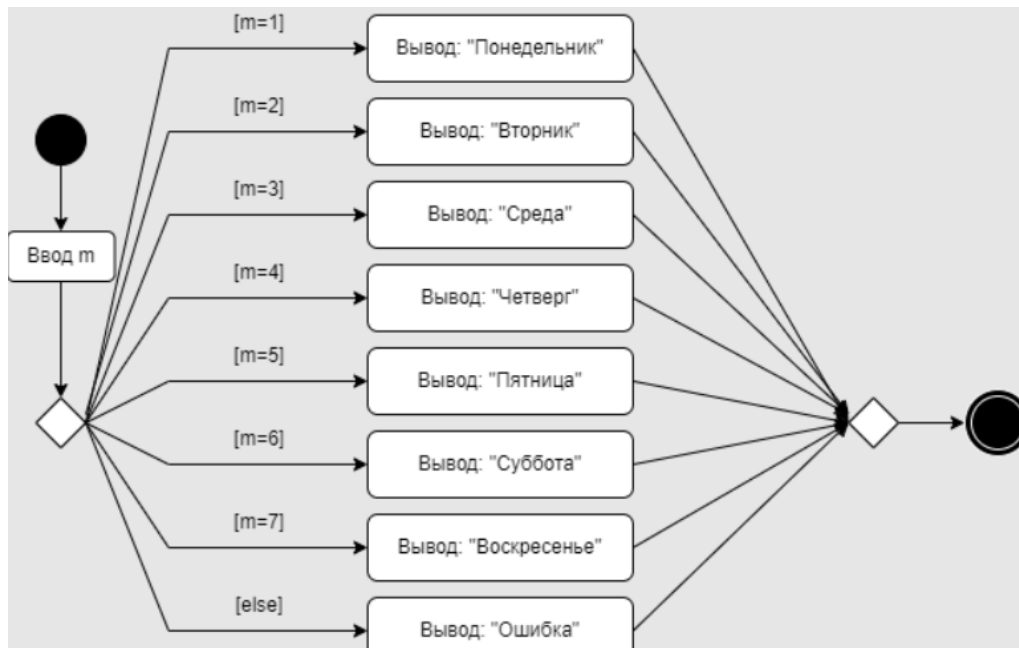 [m=1]
Вывод: "Понедельник"
[m=2]
Вывод: "Вторник"
[m=3]
Вывод: "Среда"
Ввод m
[m=4]
Вывод: "Четверг"
[m=5]
Вывод: "Пятница"
[m=6]
Вывод: "Суббота"
[m=7]
Вывод: "Воскресенье"
[else]
Вывод: "Ошибка"